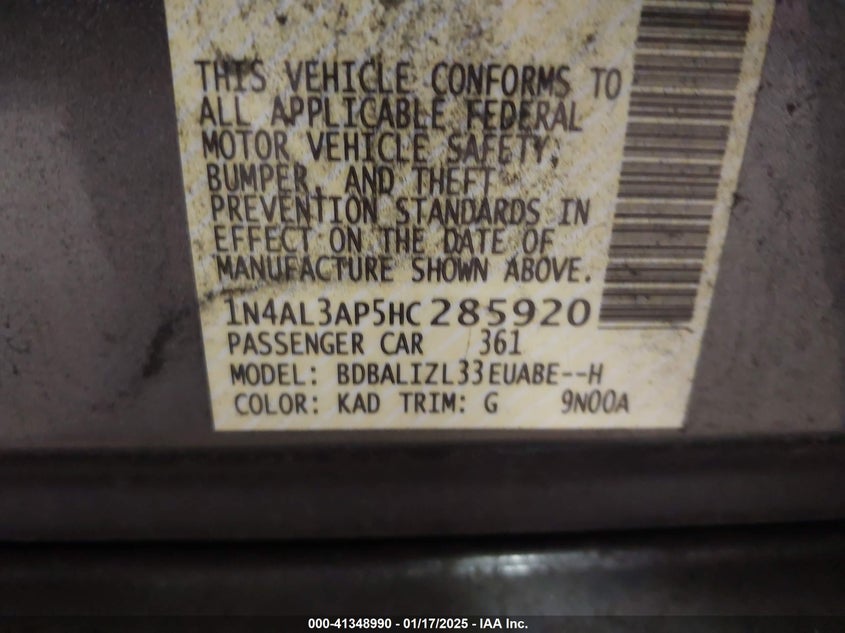 THIS VEHICLE CONFORMS TO
ALL APPLICABLE FEDERAL
MOTOR VEHICLE SAFETY,
BUMPER, AND THEFT
PREVENTION STANDARDS IN
EFFECT ON THE DATE OF
MANUFACTURE SHOWN ABOVE.
1N4AL3AP5HC285920
PASSENGER CAR 361
MODEL: BDBALIZL33EUABE--H
COLOR: KAD TRIM: G 9N00A
000-41348990 - 01/17/2025 - IAA Inc.